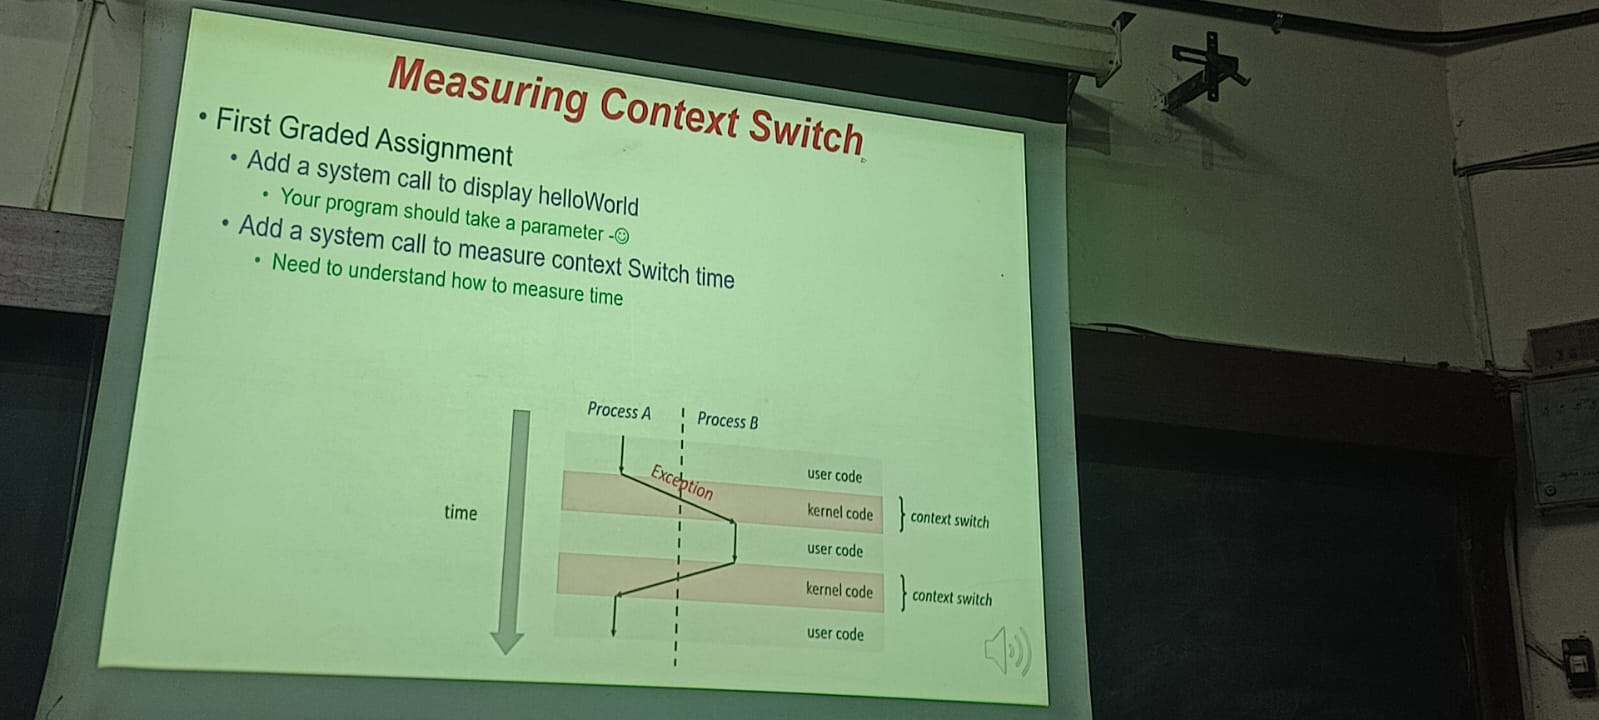 Measuring Context Switch
• First Graded Assignment
• Add a system call to display helloWorld
• Your program should take a parameter -☺
• Add a system call to measure context Switch time
• Need to understand how to measure time
Process A
Process B
Exception
user code
kernel code
context switch
time
user code
kernel code
context switch
user code